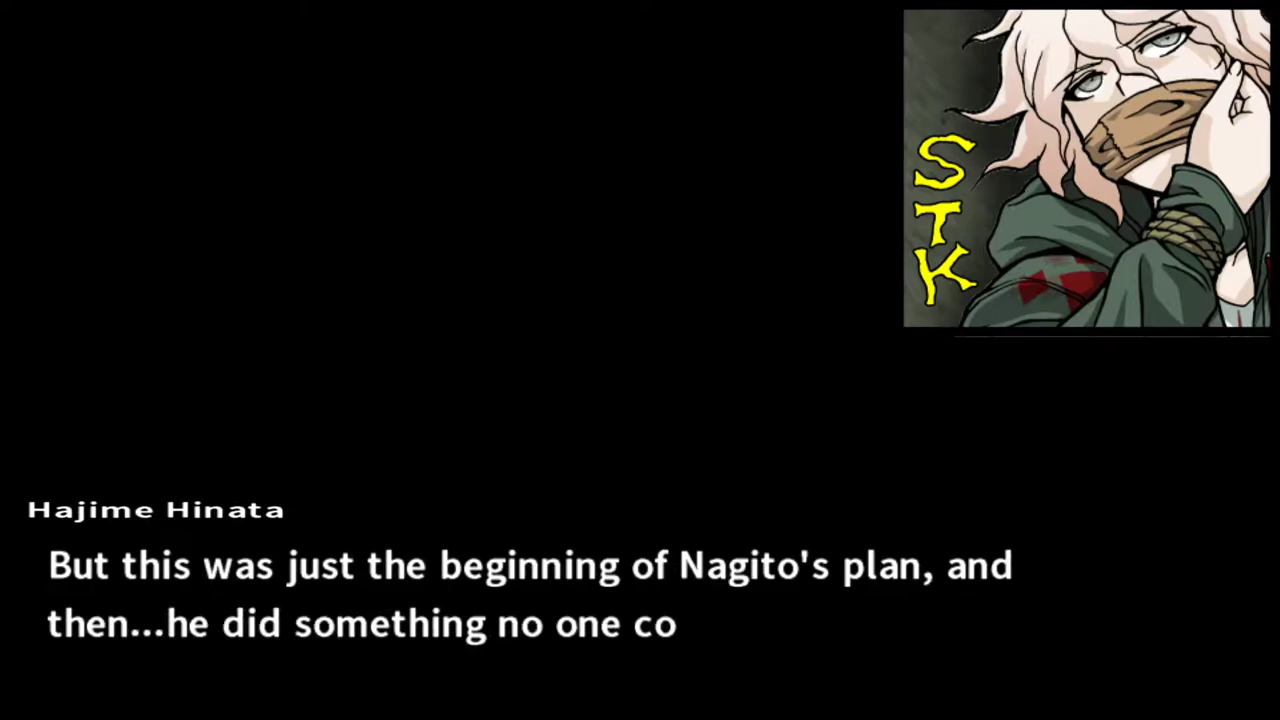 STK
Hajime Hinata
But this was just the beginning of Nagito's plan, and
then...he did something no one co